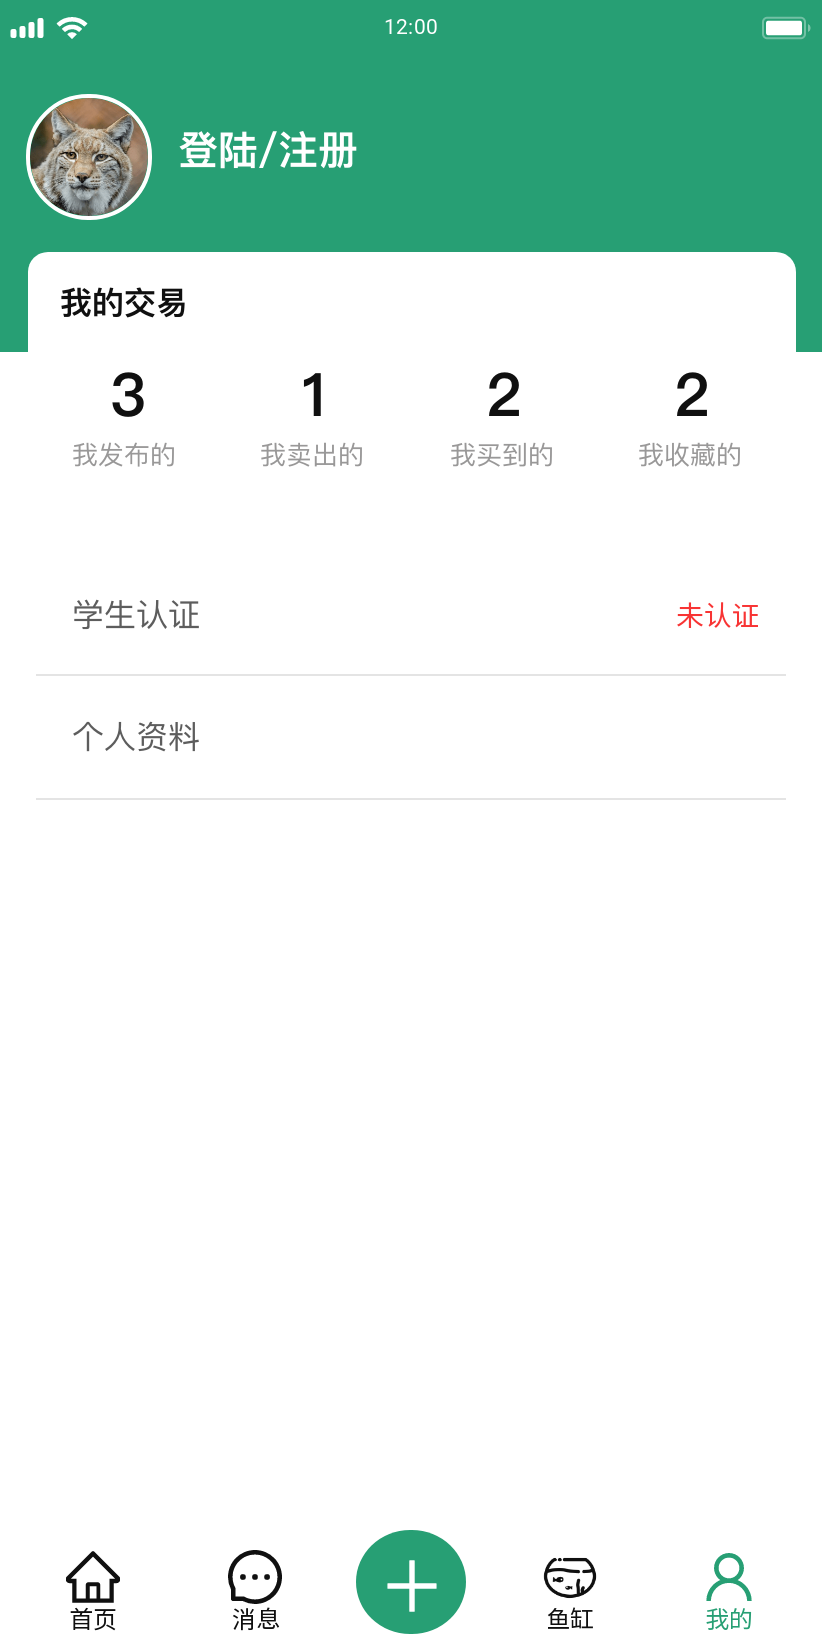 12:00
登陆/注册
我的交易
3 1 2 2
我发布的 我卖出的 我买到的 我收藏的
学生认证 未认证
个人资料
首页 消息 鱼缸 我的